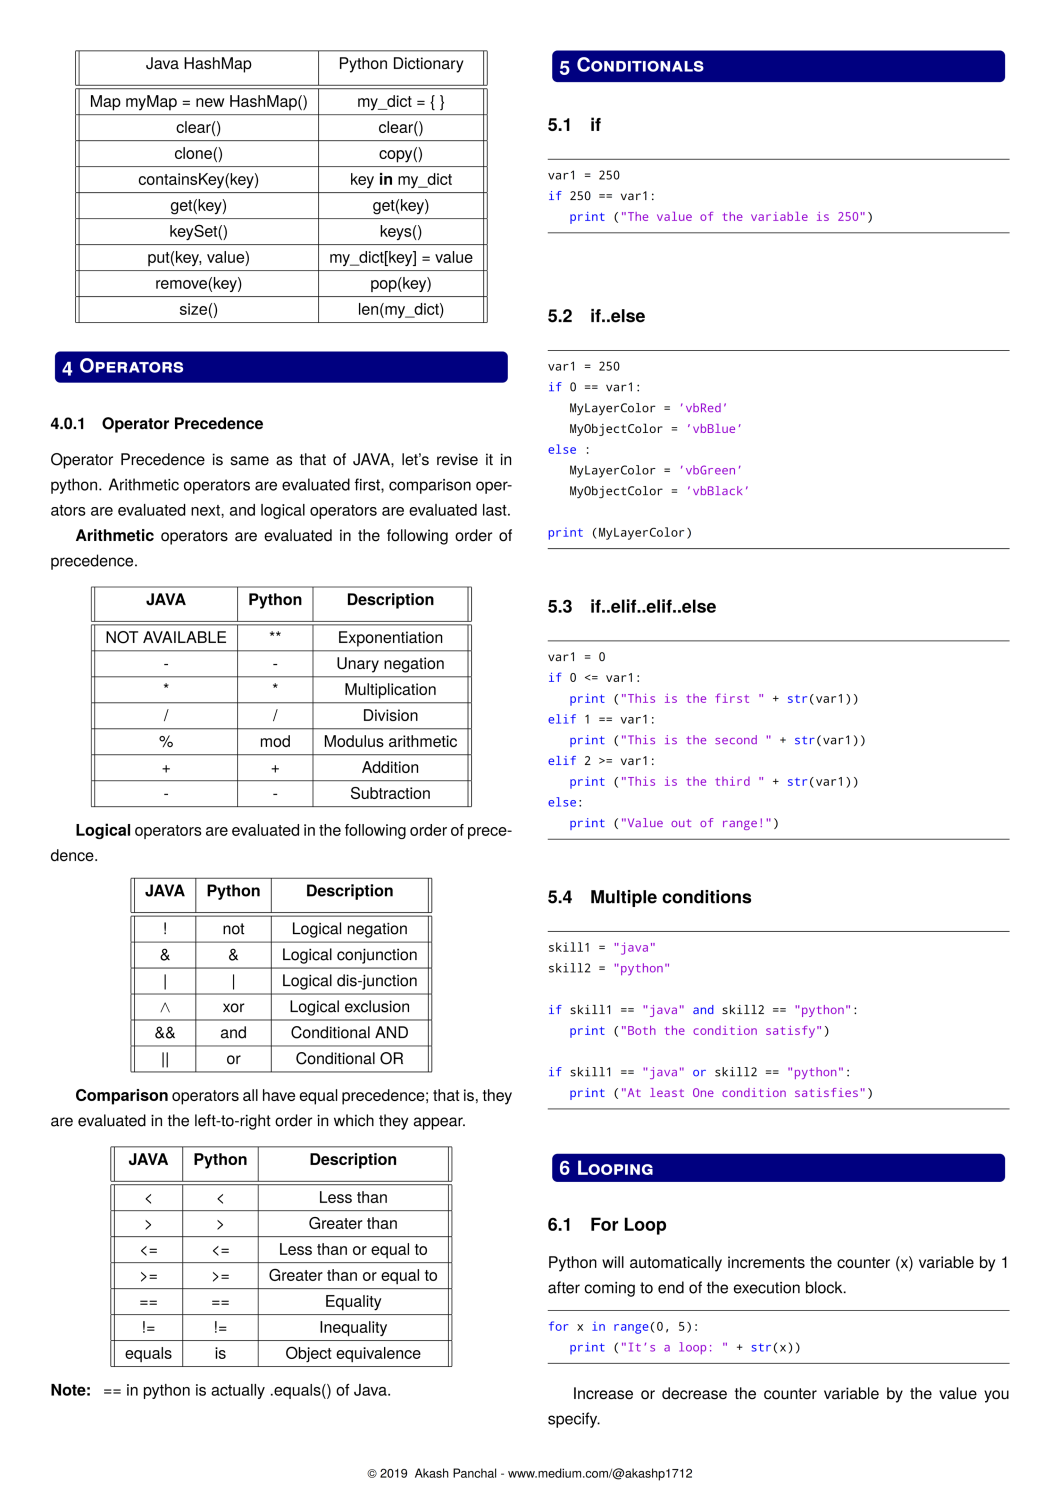 Java HashMap Python Dictionary
Map myMap = new HashMap() my_dict = { }
clear() clear()
clone() copy()
containsKey(key) key in my_dict
get(key) get(key)
keySet() keys()
put(key, value) my_dict[key] = value
remove(key) pop(key)
size() len(my_dict)
4 OPERATORS
4.0.1 Operator Precedence
Operator Precedence is same as that of JAVA, let's revise it in
python. Arithmetic operators are evaluated first, comparison oper-
ators are evaluated next, and logical operators are evaluated last.
Arithmetic operators are evaluated in the following order of
precedence.
JAVA Python Description
NOT AVAILABLE ** Exponentiation
- - Unary negation
* * Multiplication
/ / Division
% mod Modulus arithmetic
+ + Addition
- - Subtraction
Logical operators are evaluated in the following order of prece-
dence.
JAVA Python Description
! not Logical negation
& & Logical conjunction
| | Logical dis-junction
∧ xor Logical exclusion
&& and Conditional AND
|| or Conditional OR
Comparison operators all have equal precedence; that is, they
are evaluated in the left-to-right order in which they appear.
JAVA Python Description
< < Less than
> > Greater than
<= <= Less than or equal to
>= >= Greater than or equal to
== == Equality
!= != Inequality
equals is Object equivalence
Note: == in python is actually .equals() of Java.
5 CONDITIONALS
5.1 if
var1 = 250
if 250 == var1:
print ("The value of the variable is 250")
5.2 if..else
var1 = 250
if 0 == var1:
MyLayerColor = 'vbRed'
MyObjectColor = 'vbBlue'
else :
MyLayerColor = 'vbGreen'
MyObjectColor = 'vbBlack'
print (MyLayerColor)
5.3 if..elif..elif..else
var1 = 0
if 0 <= var1:
print ("This is the first " + str(var1))
elif 1 == var1:
print ("This is the second " + str(var1))
elif 2 >= var1:
print ("This is the third " + str(var1))
else:
print ("Value out of range!")
5.4 Multiple conditions
skill1 = "java"
skill2 = "python"
if skill1 == "java" and skill2 == "python":
print ("Both the condition satisfy")
if skill1 == "java" or skill2 == "python":
print ("At least One condition satisfies")
6 LOOPING
6.1 For Loop
Python will automatically increments the counter (x) variable by 1
after coming to end of the execution block.
for x in range(0, 5):
print ("It's a loop: " + str(x))
Increase or decrease the counter variable by the value you
specify.
© 2019 Akash Panchal - www.medium.com/@akashp1712